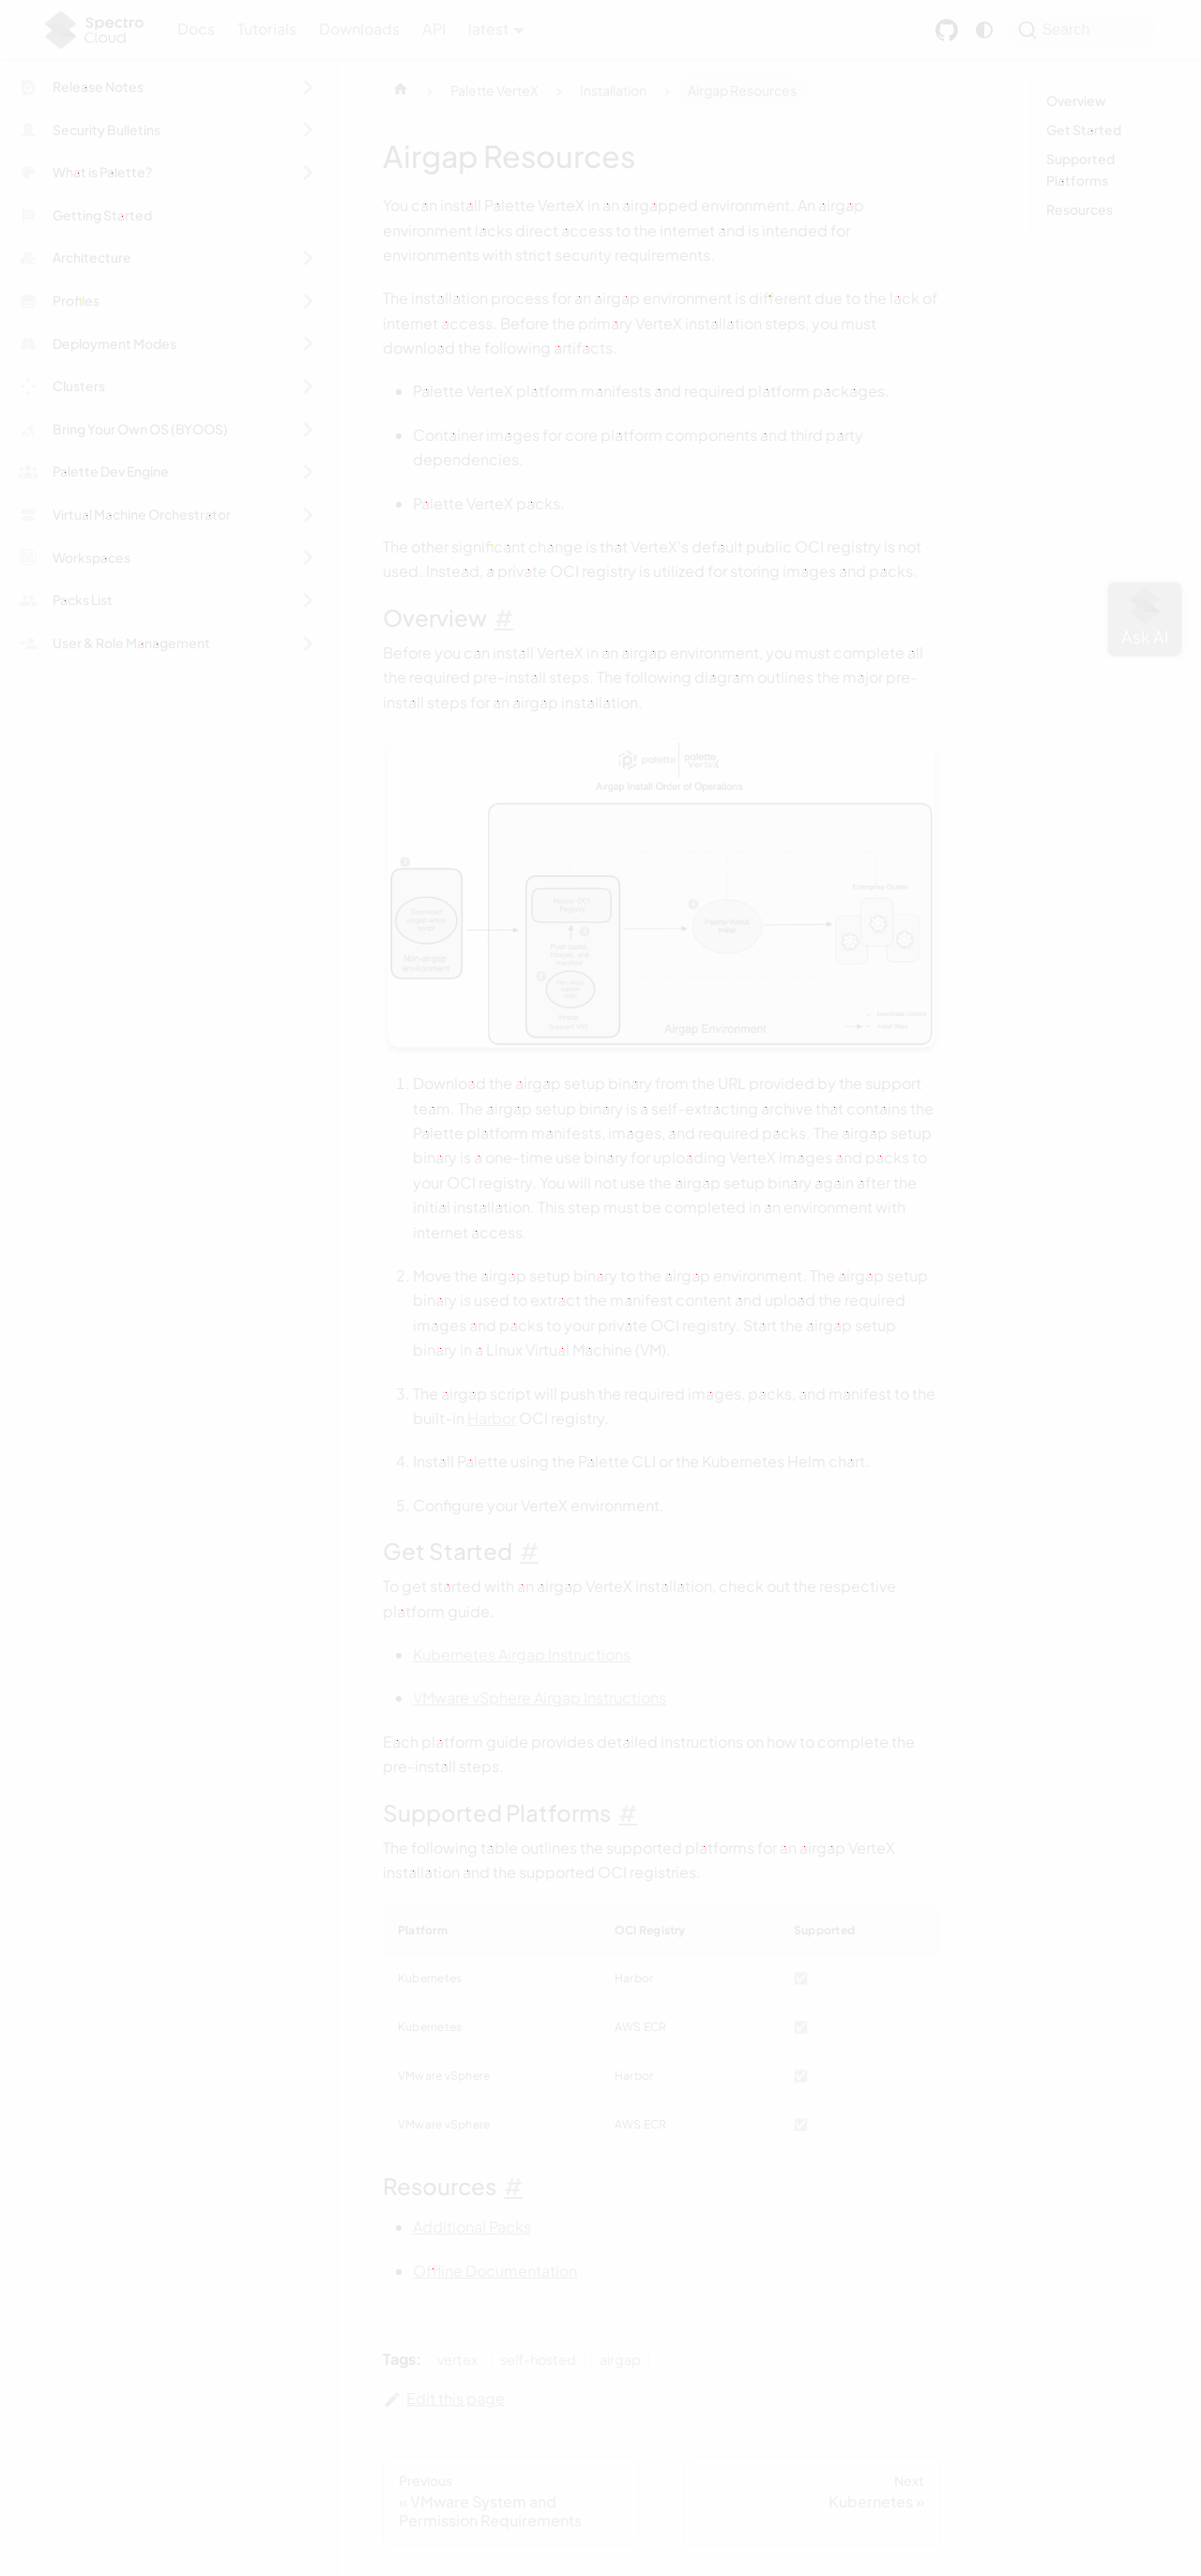 Spectro Cloud
Docs Tutorials Downloads API latest
Search
Release Notes
Security Bulletins
What is Palette?
Getting Started
Architecture
Profiles
Deployment Modes
Clusters
Bring Your Own OS (BYOOS)
Palette Dev Engine
Virtual Machine Orchestrator
Workspaces
Packs List
User & Role Management
Palette VerteX > Installation > Airgap Resources
Airgap Resources
You can install Palette VerteX in an airgapped environment. An airgap
environment lacks direct access to the internet and is intended for
environments with strict security requirements.
The installation process for an airgap environment is different due to the lack of
internet access. Before the primary VerteX installation steps, you must
download the following artifacts.
Palette VerteX platform manifests and required platform packages.
Container images for core platform components and third party
dependencies.
Palette VerteX packs.
The other significant change is that VerteX's default public OCI registry is not
used. Instead, a private OCI registry is utilized for storing images and packs.
Overview #
Before you can install VerteX in an airgap environment, you must complete all
the required pre-install steps. The following diagram outlines the major pre-
install steps for an airgap installation.
palette | palette VerteX
Airgap Install Order of Operations
Non-airgap
environment
Harbor OCI
Registry
Push packs,
images, and
manifest
Airgap
Support VM
Palette/VerteX
Install
Enterprise Cluster
Airgap Environment
1. Download the airgap setup binary from the URL provided by the support
team. The airgap setup binary is a self-extracting archive that contains the
Palette platform manifests, images, and required packs. The airgap setup
binary is a one-time use binary for uploading VerteX images and packs to
your OCI registry. You will not use the airgap setup binary again after the
initial installation. This step must be completed in an environment with
internet access.
2. Move the airgap setup binary to the airgap environment. The airgap setup
binary is used to extract the manifest content and upload the required
images and packs to your private OCI registry. Start the airgap setup
binary in a Linux Virtual Machine (VM).
3. The airgap script will push the required images, packs, and manifest to the
built-in Harbor OCI registry.
4. Install Palette using the Palette CLI or the Kubernetes Helm chart.
5. Configure your VerteX environment.
Get Started #
To get started with an airgap VerteX installation, check out the respective
platform guide.
Kubernetes Airgap Instructions
VMware vSphere Airgap Instructions
Each platform guide provides detailed instructions on how to complete the
pre-install steps.
Supported Platforms #
The following table outlines the supported platforms for an airgap VerteX
installation and the supported OCI registries.
Platform OCI Registry Supported
Kubernetes Harbor ✅
Kubernetes AWS ECR ✅
VMware vSphere Harbor ✅
VMware vSphere AWS ECR ✅
Resources #
Additional Packs
Offline Documentation
Tags: vertex self-hosted airgap
Edit this page
Previous
« VMware System and
Permission Requirements
Next
Kubernetes »
Overview
Get Started
Supported
Platforms
Resources
Ask AI